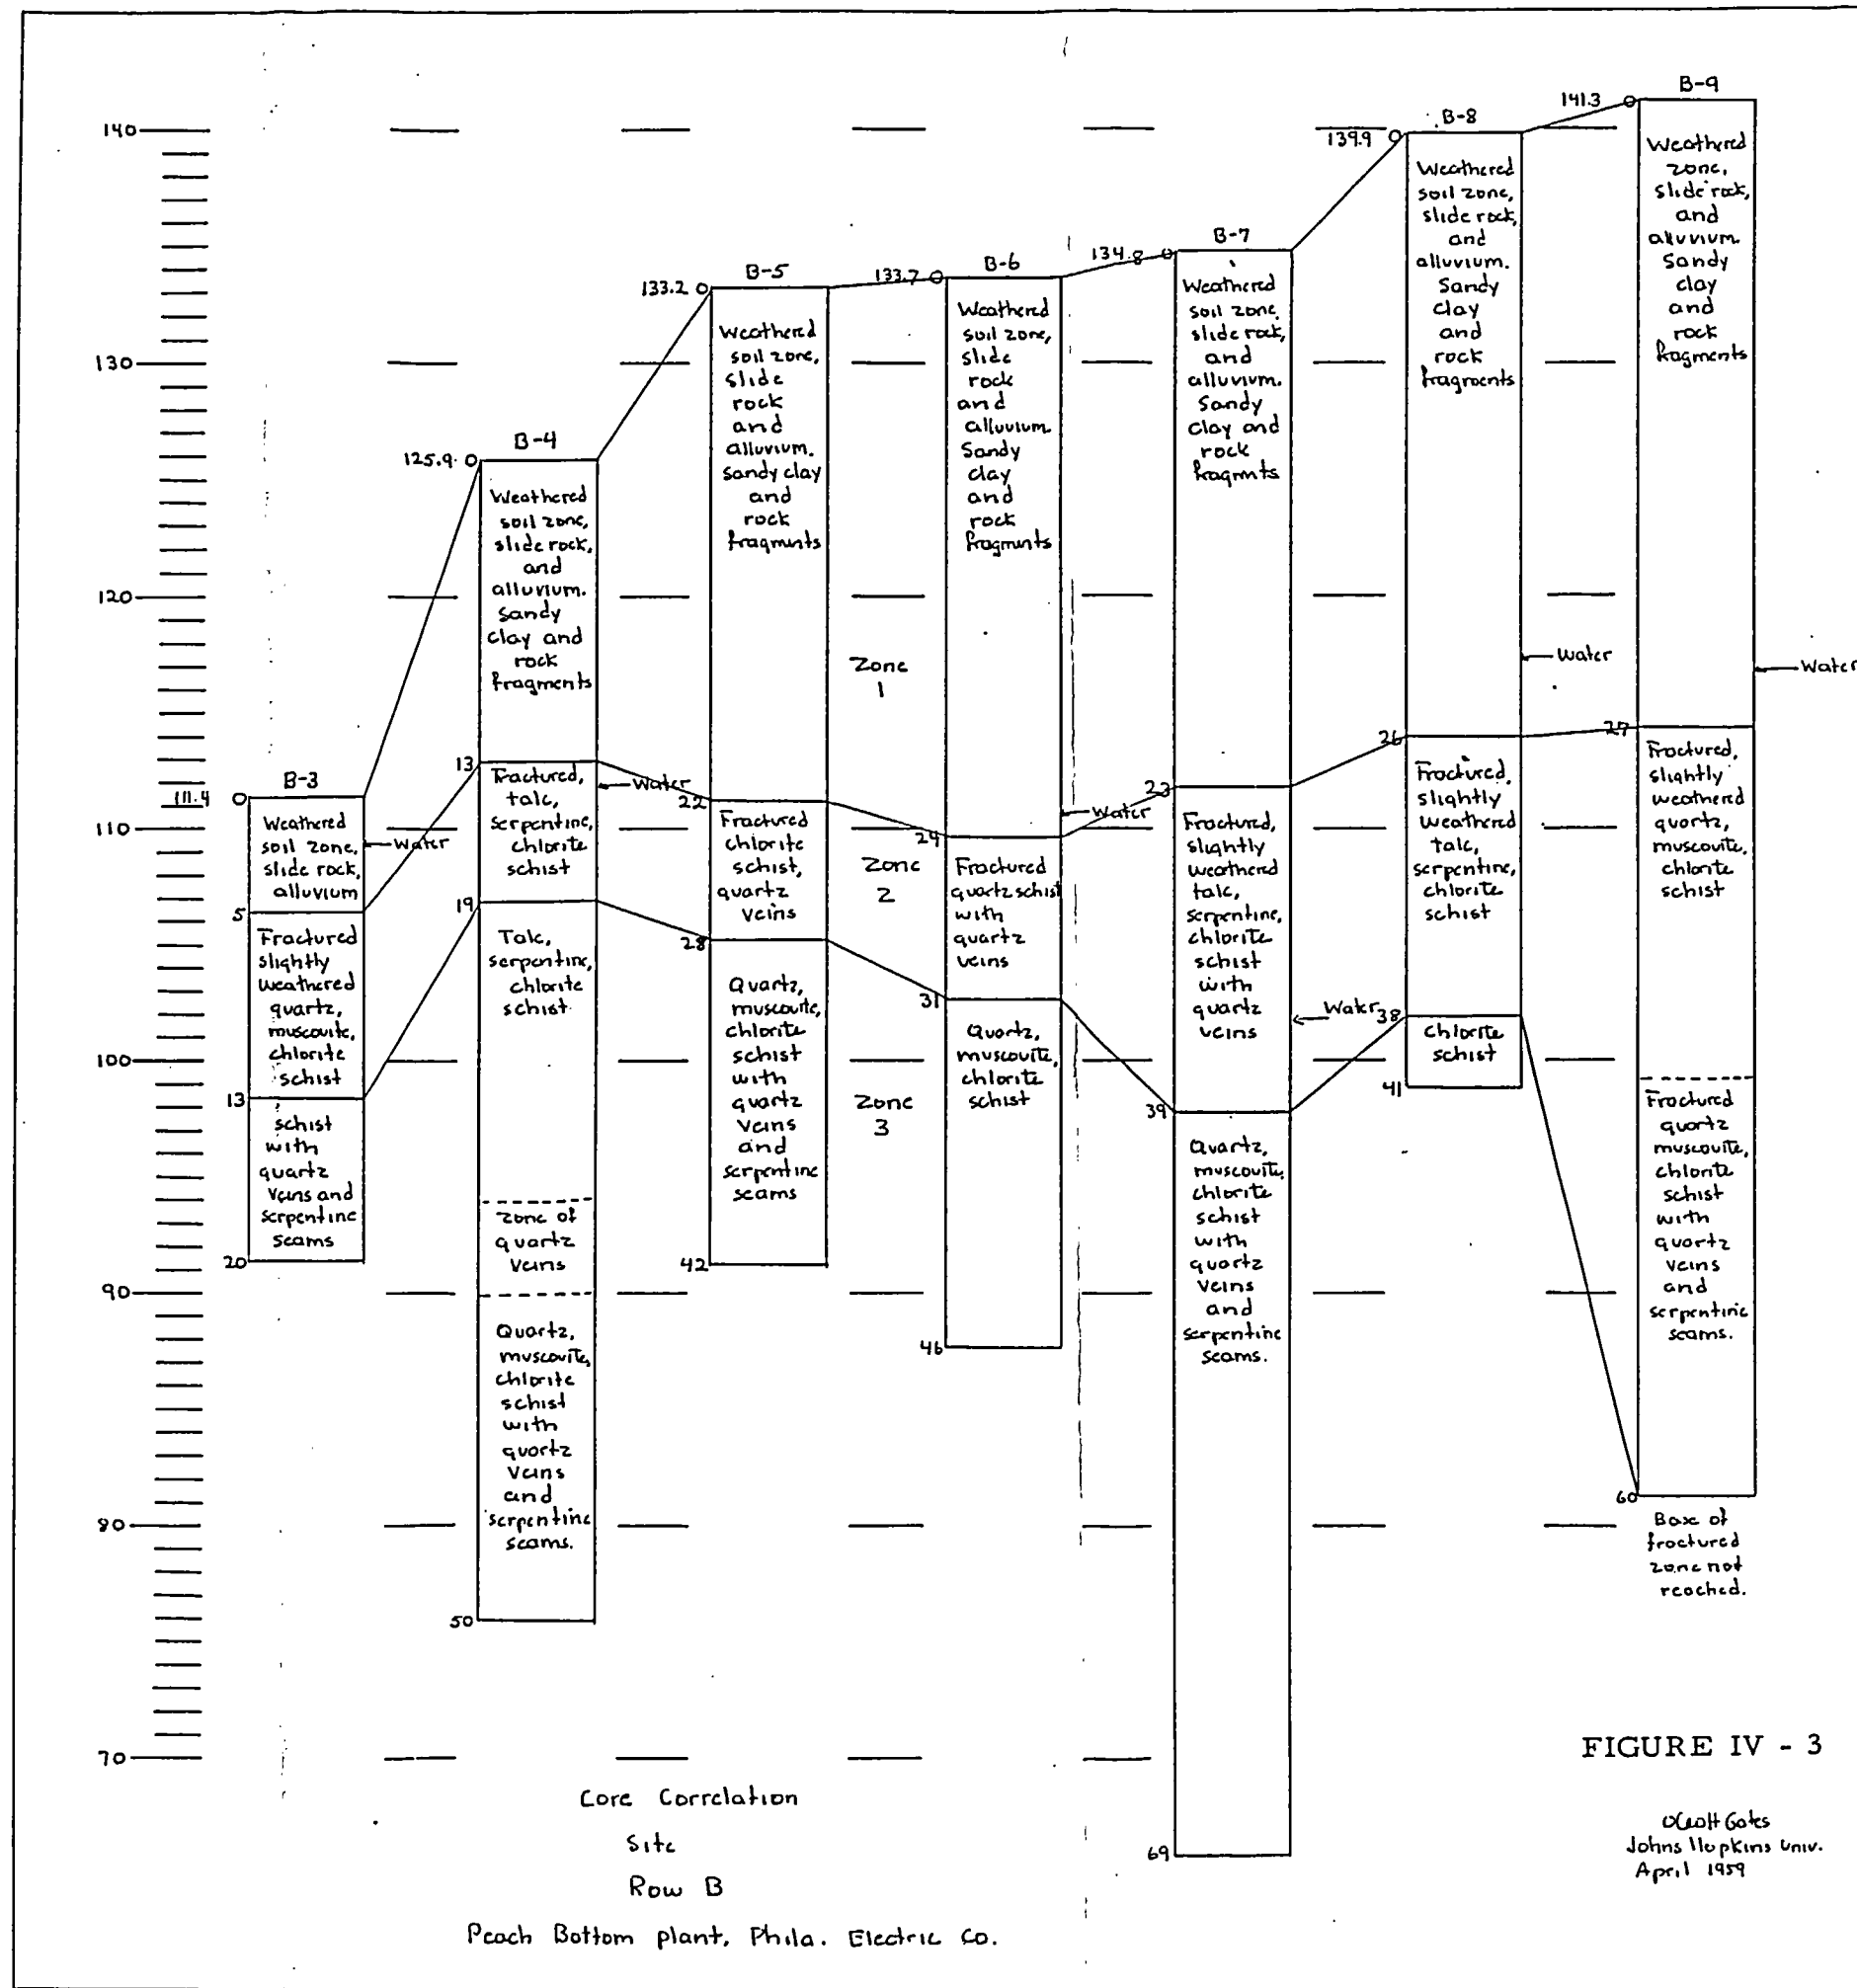 140
130
120
110
100
90
80
70
B-3
111.4
0
Weathered
soil zone,
slide rock,
alluvium
Water
5
Fractured
slightly
weathered
quartz,
muscovite,
chlorite
schist
13
schist
with
quartz
veins and
serpentine
seams
20
B-4
125.9
0
Weathered
soil zone,
slide rock,
and
alluvium.
Sandy
clay and
rock
fragments
13
Fractured,
talc,
serpentine,
chlorite
schist
Water
19
Talc,
serpentine,
chlorite
schist
zone of
quartz
veins
Quartz,
muscovite,
chlorite
schist
with
quartz
veins
and
serpentine
seams.
50
B-5
133.2
0
Weathered
soil zone,
slide
rock
and
alluvium.
sandy clay
and
rock
fragmnts
22
Fractured
chlorite
schist,
quartz
veins
28
Quartz,
muscovite,
chlorite
schist
with
quartz
veins
and
serpentine
seams
42
Zone
1
Zone
2
Zone
3
B-6
133.7
0
Weathered
soil zone,
slide
rock
and
alluvium.
Sandy
clay
and
rock
fragmnts
Water
24
Fractured
quartz schist
with
quartz
veins
31
Quartz,
muscovite,
chlorite
schist
46
B-7
134.8
0
Weathered
soil zone,
slide rock,
and
alluvium.
Sandy
clay and
rock
fragmnts
23
Fractured,
slightly
weathered
talc,
serpentine,
chlorite
schist
with
quartz
veins
Water
39
Quartz,
muscovite,
chlorite
schist
with
quartz
veins
and
serpentine
seams.
69
B-8
139.9
0
Weathered
soil zone,
slide rock,
and
alluvium.
Sandy
clay
and
rock
fragments
Water
26
Fractured,
slightly
weathered
talc,
serpentine,
chlorite
schist
38
Chlorite
schist
41
B-9
141.3
0
Weathered
zone,
slide rock,
and
alluvium.
Sandy
clay
and
rock
fragments
Water
27
Fractured,
slightly
weathered
quartz,
muscovite,
chlorite
schist
Fractured
quartz
muscovite,
chlorite
schist
with
quartz
veins
and
serpentine
seams.
60
Base of
fractured
zone not
reached.
FIGURE IV - 3
Core Correlation
Site
Row B
Peach Bottom plant, Phila. Electric Co.
Gates
Johns Hopkins Univ.
April 1959